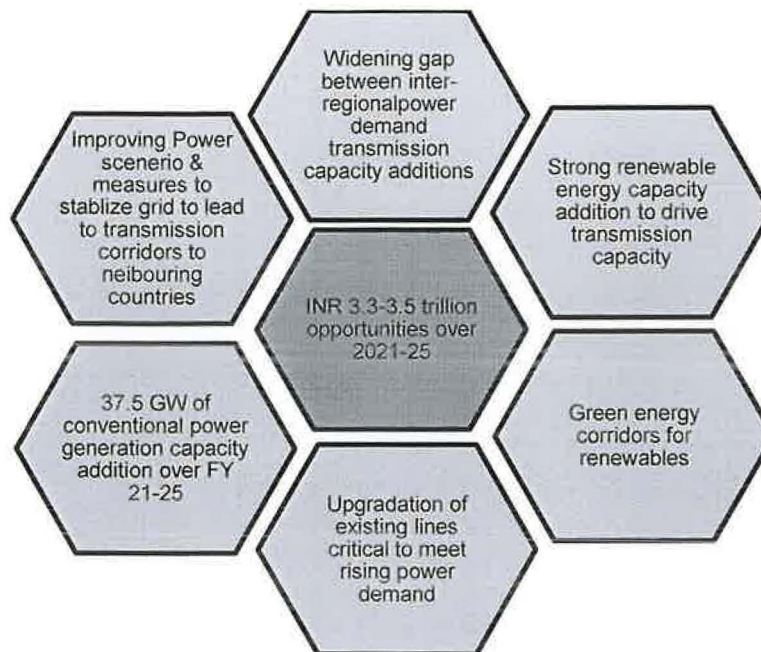 Widening gap
between inter-
regionalpower
demand
transmission
capacity additions
Improving Power
scenerio &
measures to
stablize grid to lead
to transmission
corridors to
neibouring
countries
Strong renewable
energy capacity
addition to drive
transmission
capacity
INR 3.3-3.5 trillion
opportunities over
2021-25
37.5 GW of
conventional power
generation capacity
addition over FY
21-25
Green energy
corridors for
renewables
Upgradation of
existing lines
critical to meet
rising power
demand